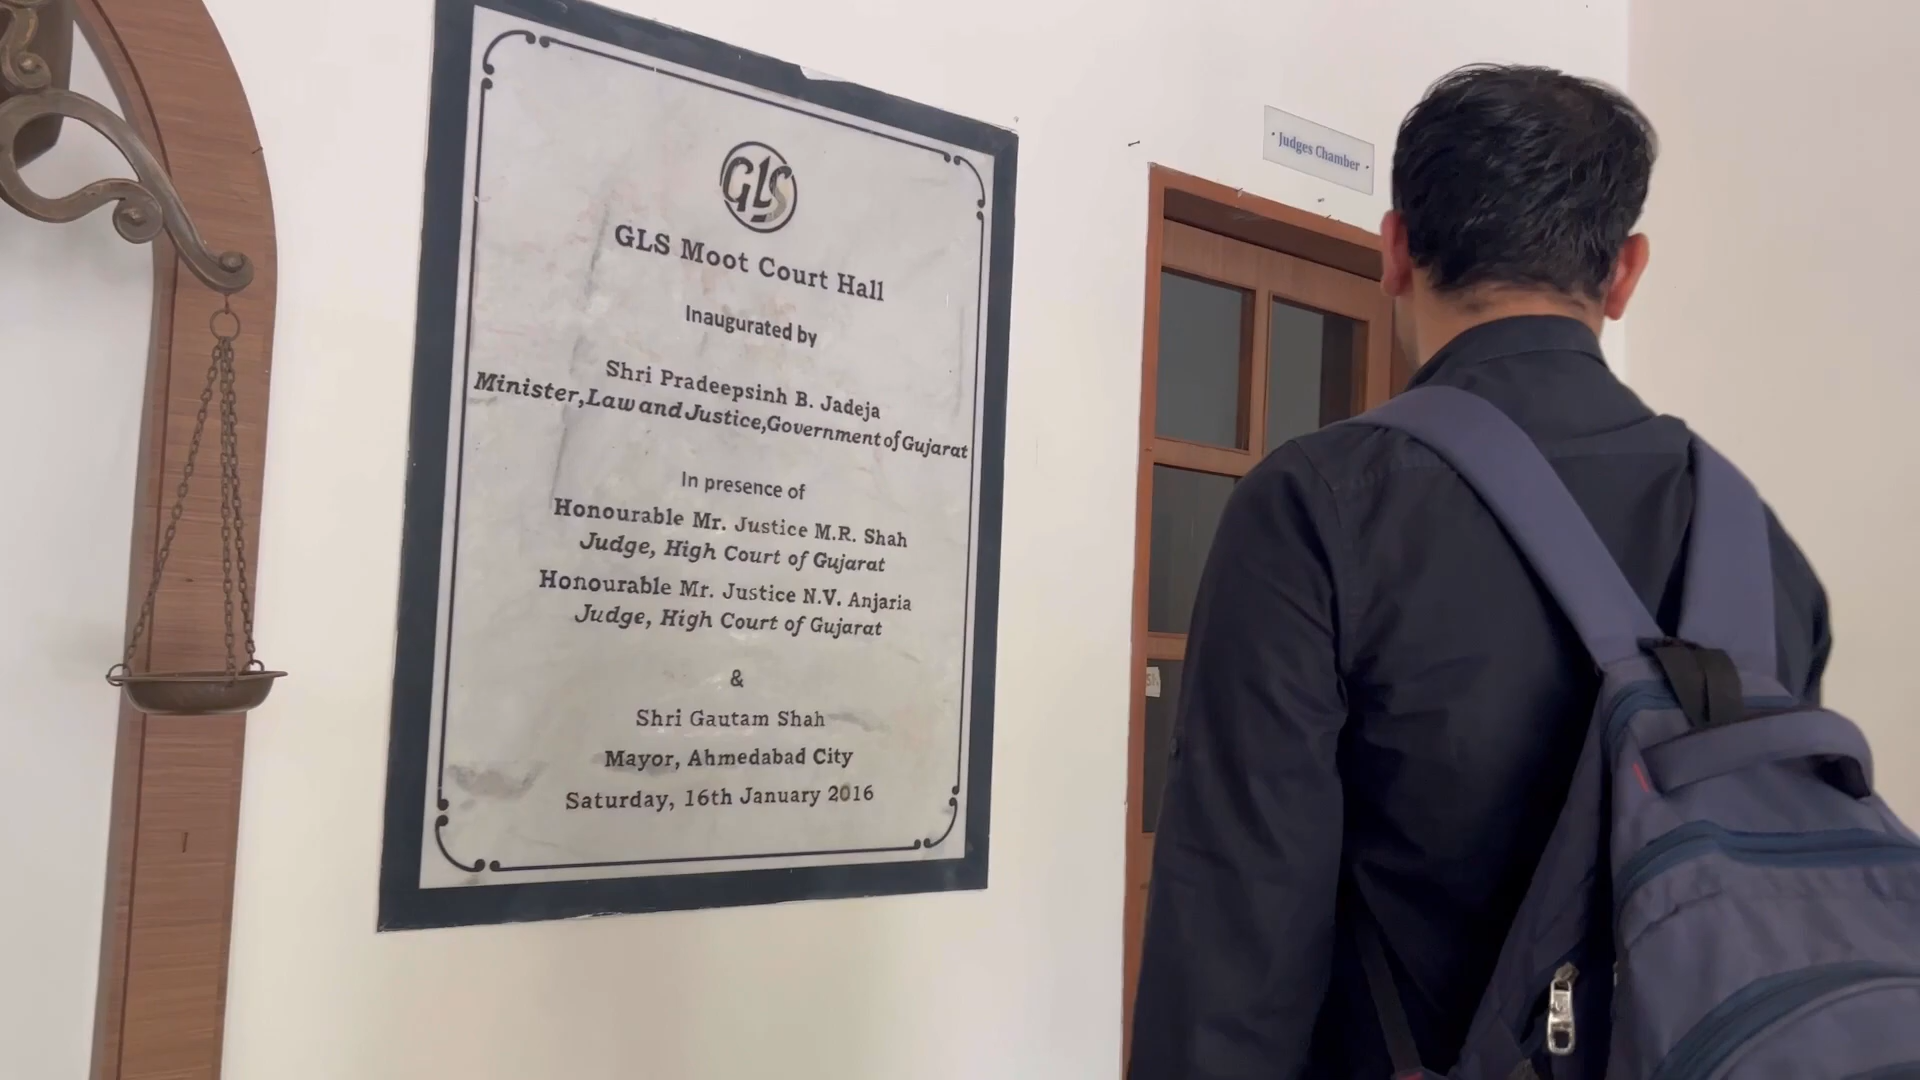 GLS
GLS Moot Court Hall
Inaugurated by
Shri Pradeepsinh B. Jadeja
Minister,Law and Justice,Government of Gujarat
In presence of
Honourable Mr. Justice M.R. Shah
Judge, High Court of Gujarat
Honourable Mr. Justice N.V. Anjaria
Judge, High Court of Gujarat
&
Shri Gautam Shah
Mayor, Ahmedabad City
Saturday, 16th January 2016
• Judges Chamber •